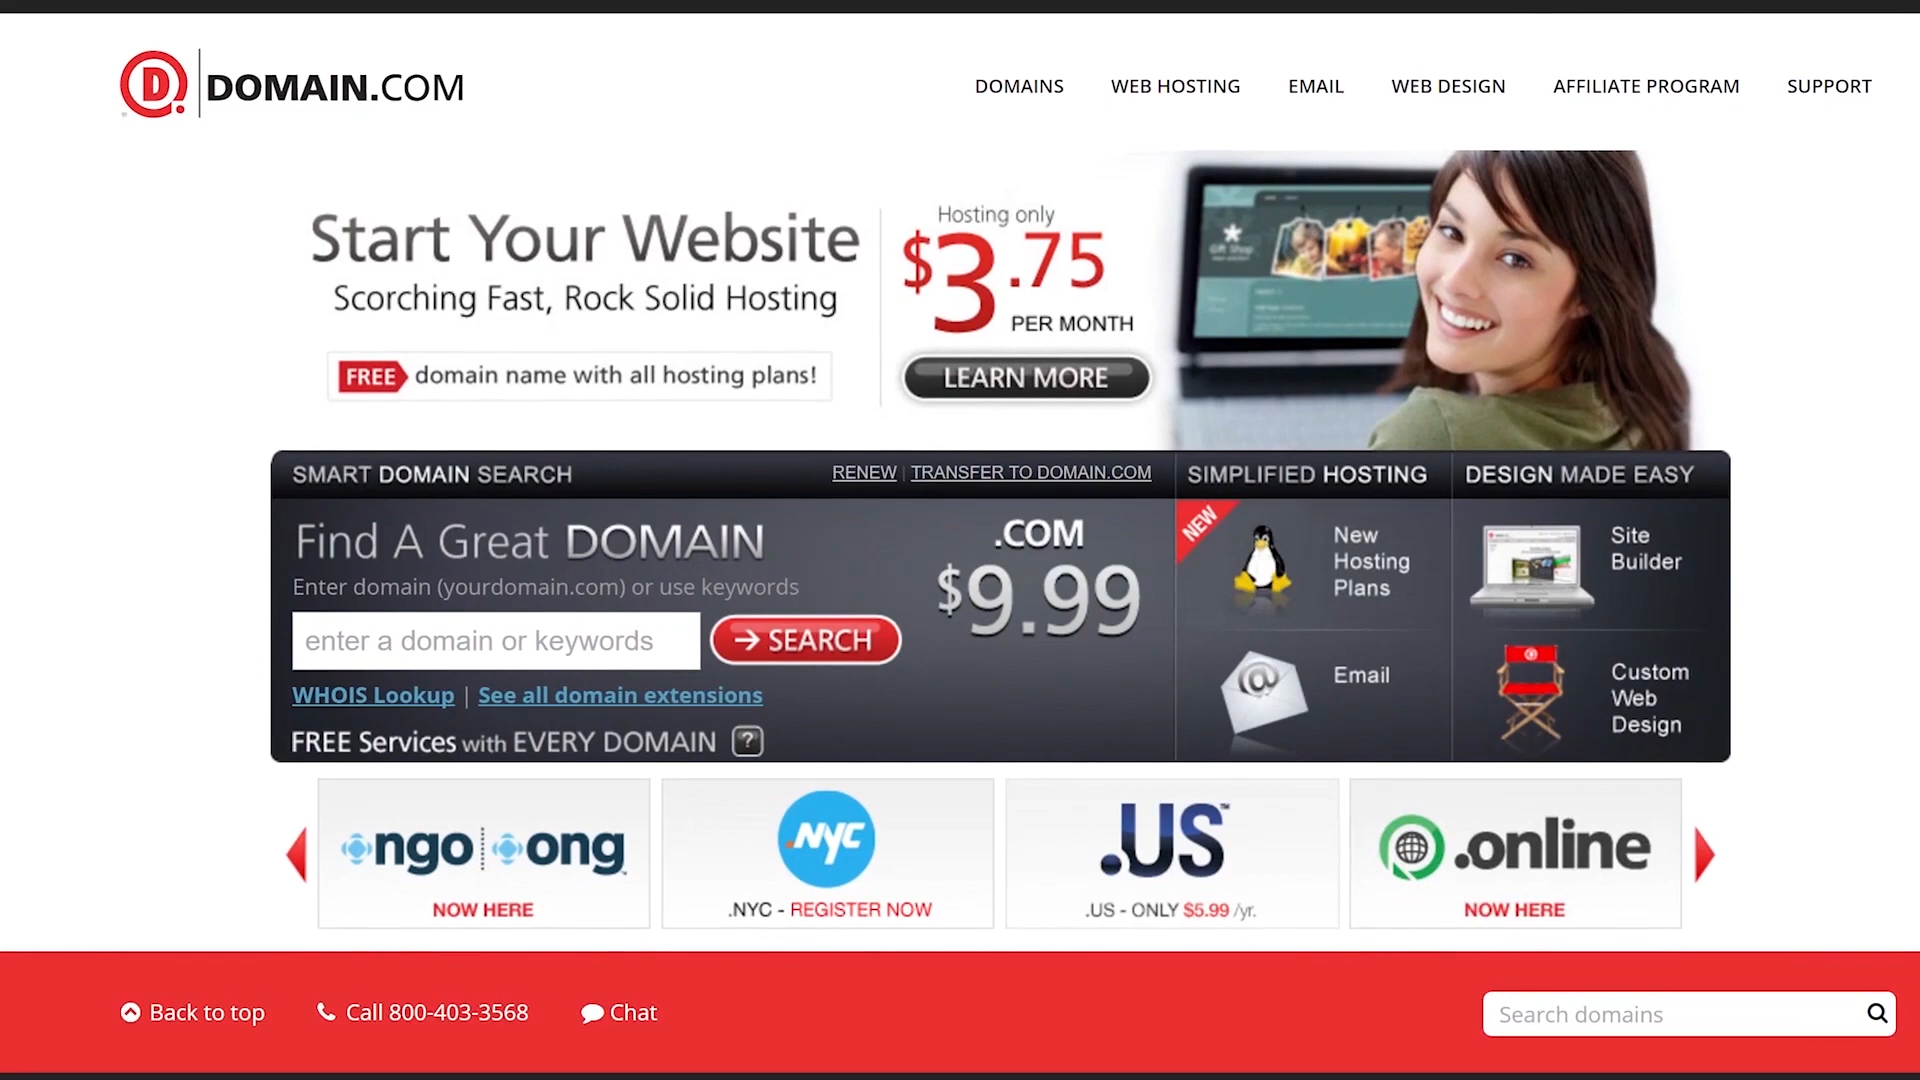 DOMAIN.COM
DOMAINS WEB HOSTING EMAIL WEB DESIGN AFFILIATE PROGRAM SUPPORT
Start Your Website
Scorching Fast, Rock Solid Hosting
FREE domain name with all hosting plans!
Hosting only
$3.75
PER MONTH
LEARN MORE
Gift Shop
SMART DOMAIN SEARCH
RENEW | TRANSFER TO DOMAIN.COM
Find A Great DOMAIN
Enter domain (yourdomain.com) or use keywords
enter a domain or keywords
→ SEARCH
WHOIS Lookup | See all domain extensions
FREE Services with EVERY DOMAIN ?
.COM
$9.99
SIMPLIFIED HOSTING
NEW
New
Hosting
Plans
@
Email
DESIGN MADE EASY
Site
Builder
Custom
Web
Design
ngo ong™
NOW HERE
.NYC
.NYC - REGISTER NOW
.US™
.US - ONLY $5.99 /yr.
.online
NOW HERE
Back to top
Call 800-403-3568
Chat
Search domains